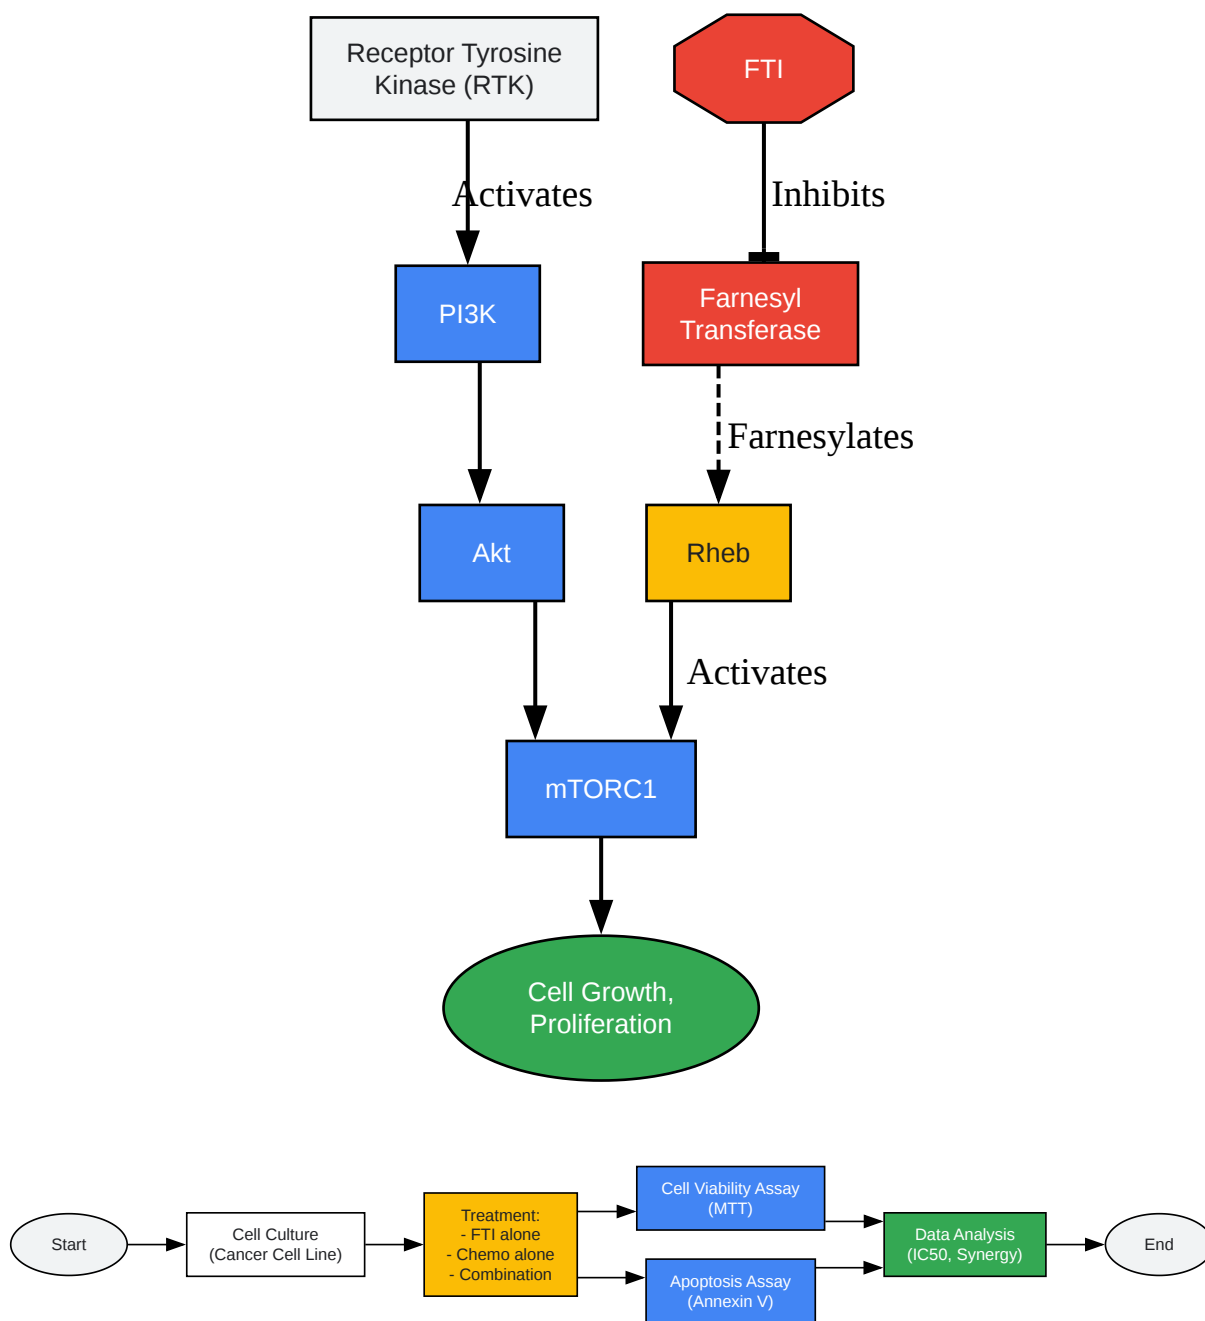 Receptor Tyrosine
Kinase (RTK)
FTI
Activates
Inhibits
PI3K
Farnesyl
Transferase
Farnesylates
Akt
Rheb
Activates
mTORC1
Cell Growth,
Proliferation
Start
Cell Culture
(Cancer Cell Line)
Treatment:
- FTI alone
- Chemo alone
- Combination
Cell Viability Assay
(MTT)
Apoptosis Assay
(Annexin V)
Data Analysis
(IC50, Synergy)
End